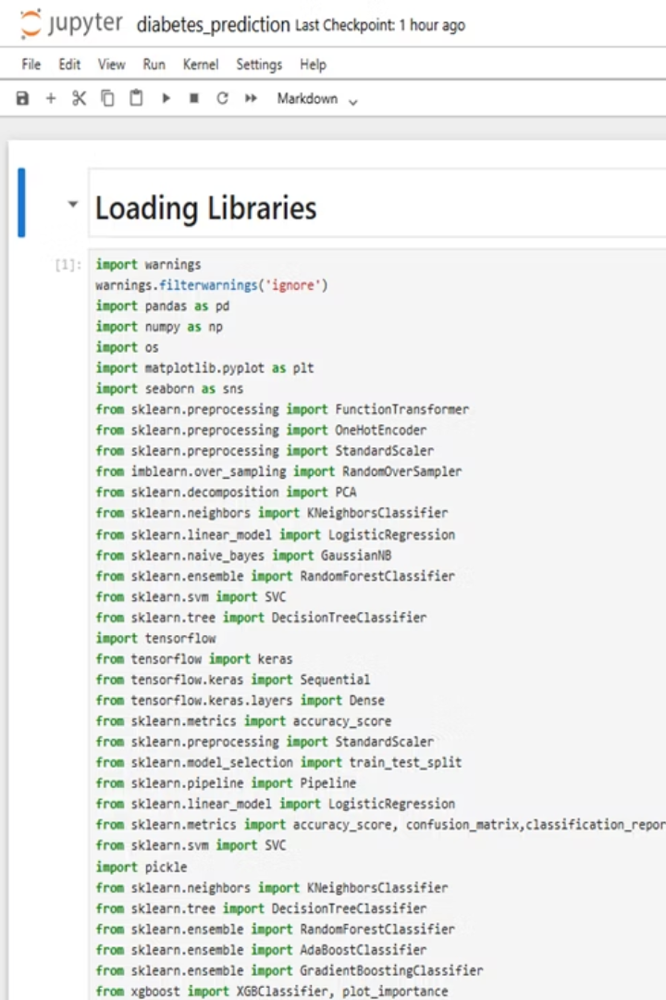 jupyter diabetes_prediction Last Checkpoint: 1 hour ago
File Edit View Run Kernel Settings Help
Markdown
Loading Libraries
[1]: import warnings
warnings.filterwarnings('ignore')
import pandas as pd
import numpy as np
import os
import matplotlib.pyplot as plt
import seaborn as sns
from sklearn.preprocessing import FunctionTransformer
from sklearn.preprocessing import OneHotEncoder
from sklearn.preprocessing import StandardScaler
from imblearn.over_sampling import RandomOverSampler
from sklearn.decomposition import PCA
from sklearn.neighbors import KNeighborsClassifier
from sklearn.linear_model import LogisticRegression
from sklearn.naive_bayes import GaussianNB
from sklearn.ensemble import RandomForestClassifier
from sklearn.svm import SVC
from sklearn.tree import DecisionTreeClassifier
import tensorflow
from tensorflow import keras
from tensorflow.keras import Sequential
from tensorflow.keras.layers import Dense
from sklearn.metrics import accuracy_score
from sklearn.preprocessing import StandardScaler
from sklearn.model_selection import train_test_split
from sklearn.pipeline import Pipeline
from sklearn.linear_model import LogisticRegression
from sklearn.metrics import accuracy_score, confusion_matrix,classification_repor
from sklearn.svm import SVC
import pickle
from sklearn.neighbors import KNeighborsClassifier
from sklearn.tree import DecisionTreeClassifier
from sklearn.ensemble import RandomForestClassifier
from sklearn.ensemble import AdaBoostClassifier
from sklearn.ensemble import GradientBoostingClassifier
from xgboost import XGBClassifier, plot_importance